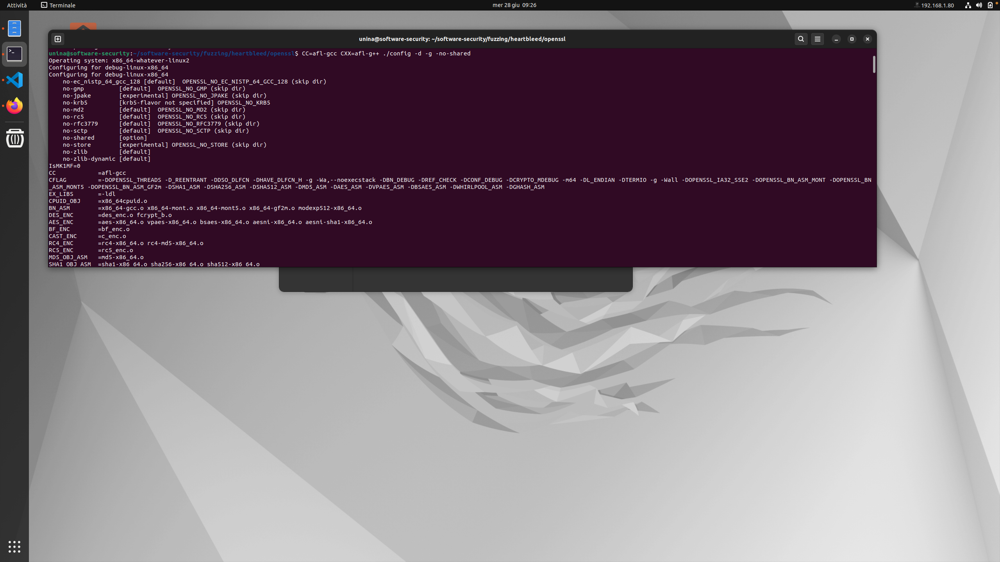 Attività
Terminale
mer 28 giu 09:26
192.168.1.80
unina@software-security: ~/software-security/fuzzing/heartbleed/openssl
unina@software-security:~/software-security/fuzzing/heartbleed/openssl$ CC=afl-gcc CXX=afl-g++ ./config -d -g -no-shared
Operating system: x86_64-whatever-linux2
Configuring for debug-linux-x86_64
Configuring for debug-linux-x86_64
    no-ec_nistp_64_gcc_128 [default]  OPENSSL_NO_EC_NISTP_64_GCC_128 (skip dir)
    no-gmp          [default]  OPENSSL_NO_GMP (skip dir)
    no-jpake        [experimental] OPENSSL_NO_JPAKE (skip dir)
    no-krb5         [krb5-flavor not specified] OPENSSL_NO_KRB5
    no-md2          [default]  OPENSSL_NO_MD2 (skip dir)
    no-rc5          [default]  OPENSSL_NO_RC5 (skip dir)
    no-rfc3779      [default]  OPENSSL_NO_RFC3779 (skip dir)
    no-sctp         [default]  OPENSSL_NO_SCTP (skip dir)
    no-shared       [option]
    no-store        [experimental] OPENSSL_NO_STORE (skip dir)
    no-zlib         [default]
    no-zlib-dynamic [default]
IsMK1MF=0
CC            =afl-gcc
CFLAG         =-DOPENSSL_THREADS -D_REENTRANT -DDSO_DLFCN -DHAVE_DLFCN_H -g -Wa,--noexecstack -DBN_DEBUG -DREF_CHECK -DCONF_DEBUG -DCRYPTO_MDEBUG -m64 -DL_ENDIAN -DTERMIO -g -Wall -DOPENSSL_IA32_SSE2 -DOPENSSL_BN_ASM_MONT -DOPENSSL_BN
_ASM_MONT5 -DOPENSSL_BN_ASM_GF2m -DSHA1_ASM -DSHA256_ASM -DSHA512_ASM -DMD5_ASM -DAES_ASM -DVPAES_ASM -DBSAES_ASM -DWHIRLPOOL_ASM -DGHASH_ASM
EX_LIBS       =-ldl
CPUID_OBJ     =x86_64cpuid.o
BN_ASM        =x86_64-gcc.o x86_64-mont.o x86_64-mont5.o x86_64-gf2m.o modexp512-x86_64.o
DES_ENC       =des_enc.o fcrypt_b.o
AES_ENC       =aes-x86_64.o vpaes-x86_64.o bsaes-x86_64.o aesni-x86_64.o aesni-sha1-x86_64.o
BF_ENC        =bf_enc.o
CAST_ENC      =c_enc.o
RC4_ENC       =rc4-x86_64.o rc4-md5-x86_64.o
RC5_ENC       =rc5_enc.o
MD5_OBJ_ASM   =md5-x86_64.o
SHA1_OBJ_ASM  =sha1-x86_64.o sha256-x86_64.o sha512-x86_64.o